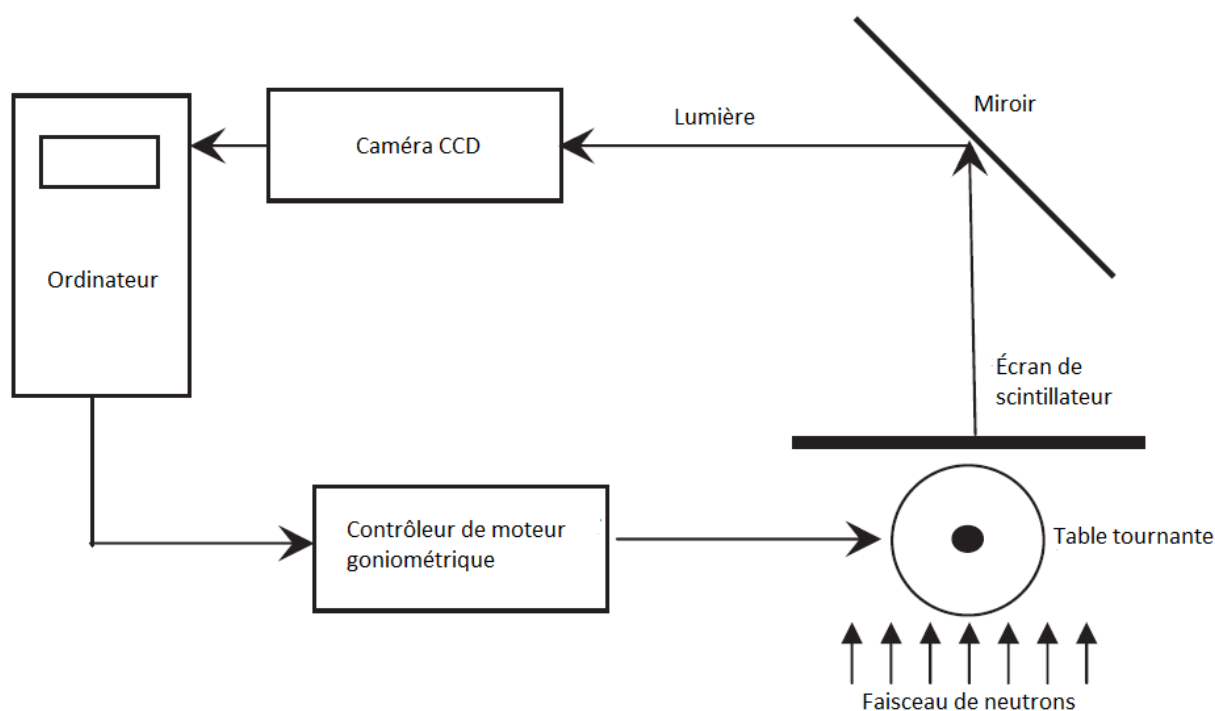 Miroir
Lumière
Caméra CCD
Ordinateur
Écran de
scintillateur
Contrôleur de moteur
goniométrique
Table tournante
Faisceau de neutrons